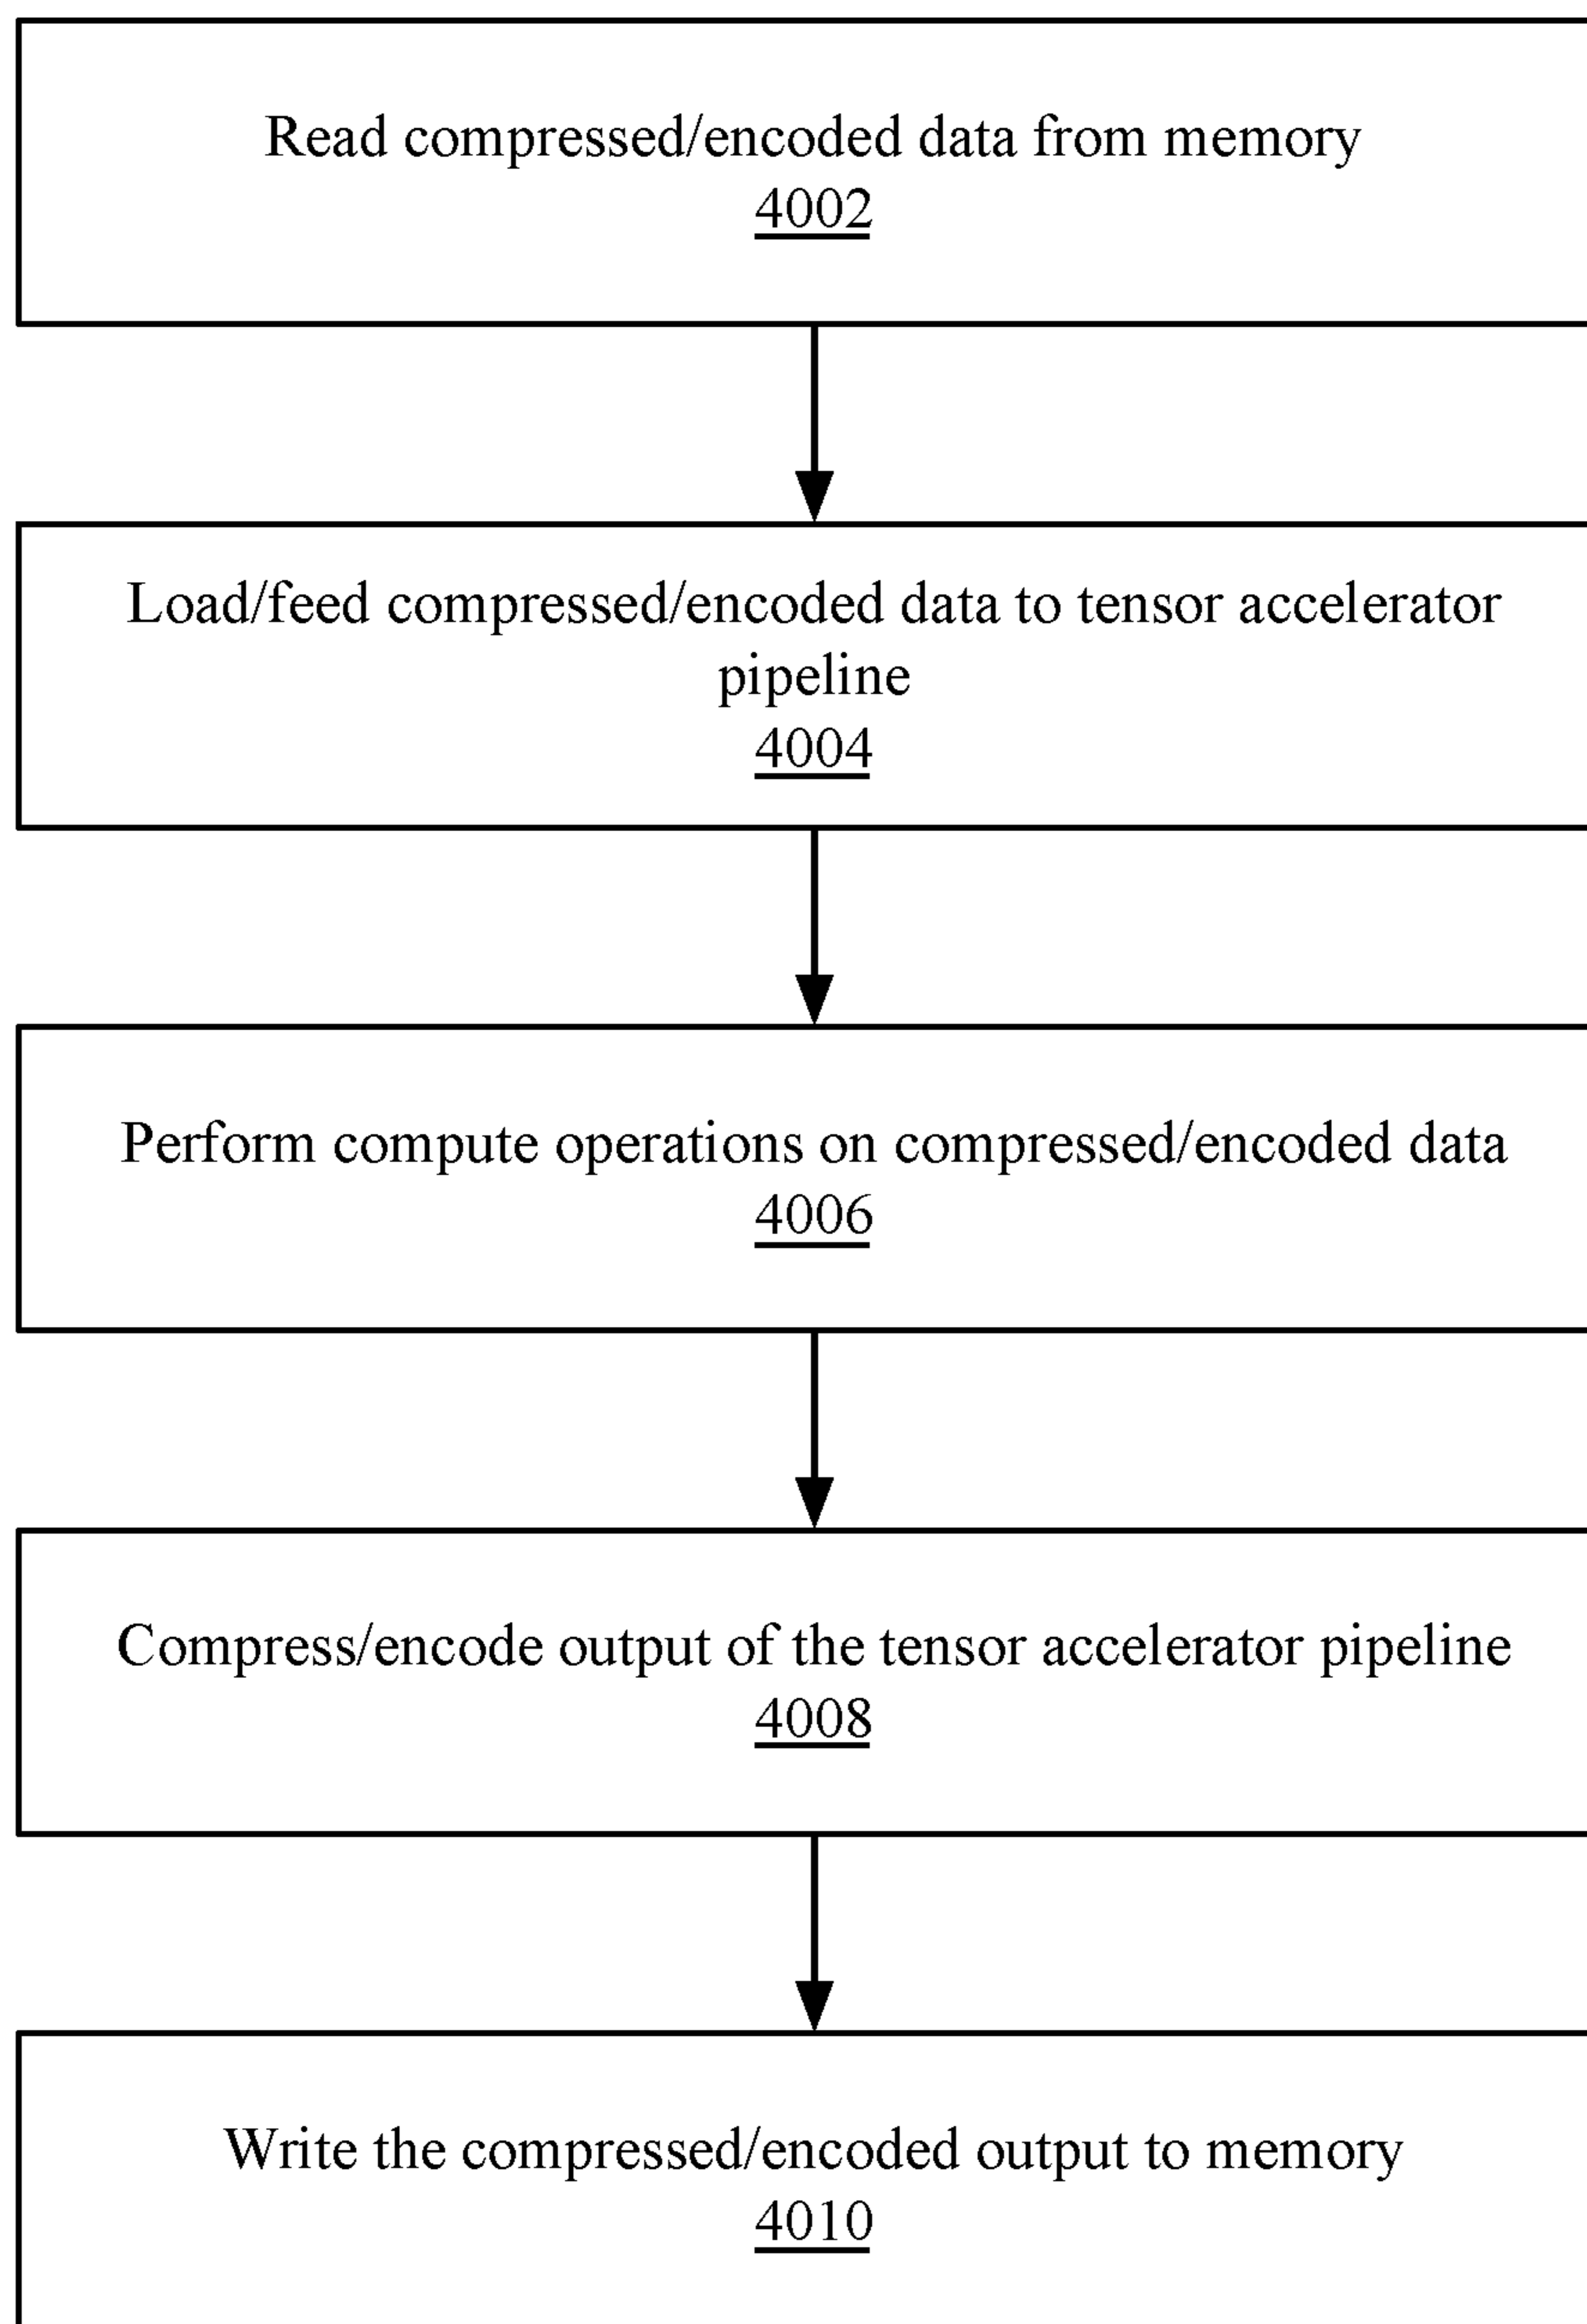 Read compressed/encoded data from memory
4002
Load/feed compressed/encoded data to tensor accelerator
pipeline
4004
Perform compute operations on compressed/encoded data
4006
Compress/encode output of the tensor accelerator pipeline
4008
Write the compressed/encoded output to memory
4010